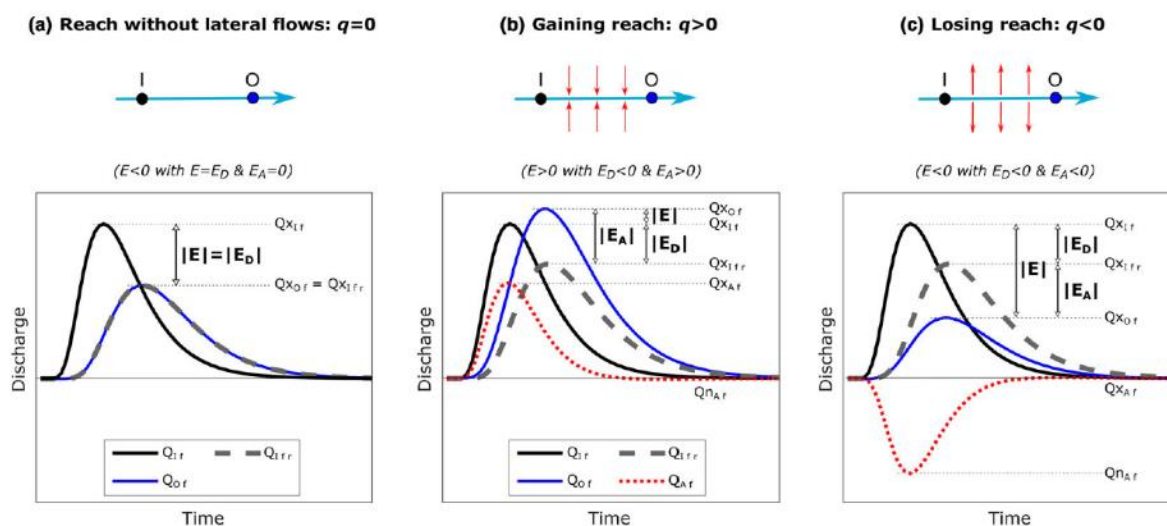 (a) Reach without lateral flows: q=0
I O
(E<0 with E=E_D & E_A=0)
Qx_If
|E|=|E_D|
Qx_Of = Qx_Ifr
Discharge
Q_If Q_Ifr
Q_Of
Time
(b) Gaining reach: q>0
I O
(E>0 with E_D<0 & E_A>0)
Qx_Of
|E|
Qx_If
|E_A|
|E_D|
Qx_Ifr
Qx_Af
Discharge
Qn_Af
Q_If Q_Ifr
Q_Of Q_Af
Time
(c) Losing reach: q<0
I O
(E<0 with E_D<0 & E_A<0)
Qx_If
|E_D|
|E|
Qx_Ifr
|E_A|
Qx_Of
Discharge
Qx_Af
Qn_Af
Time